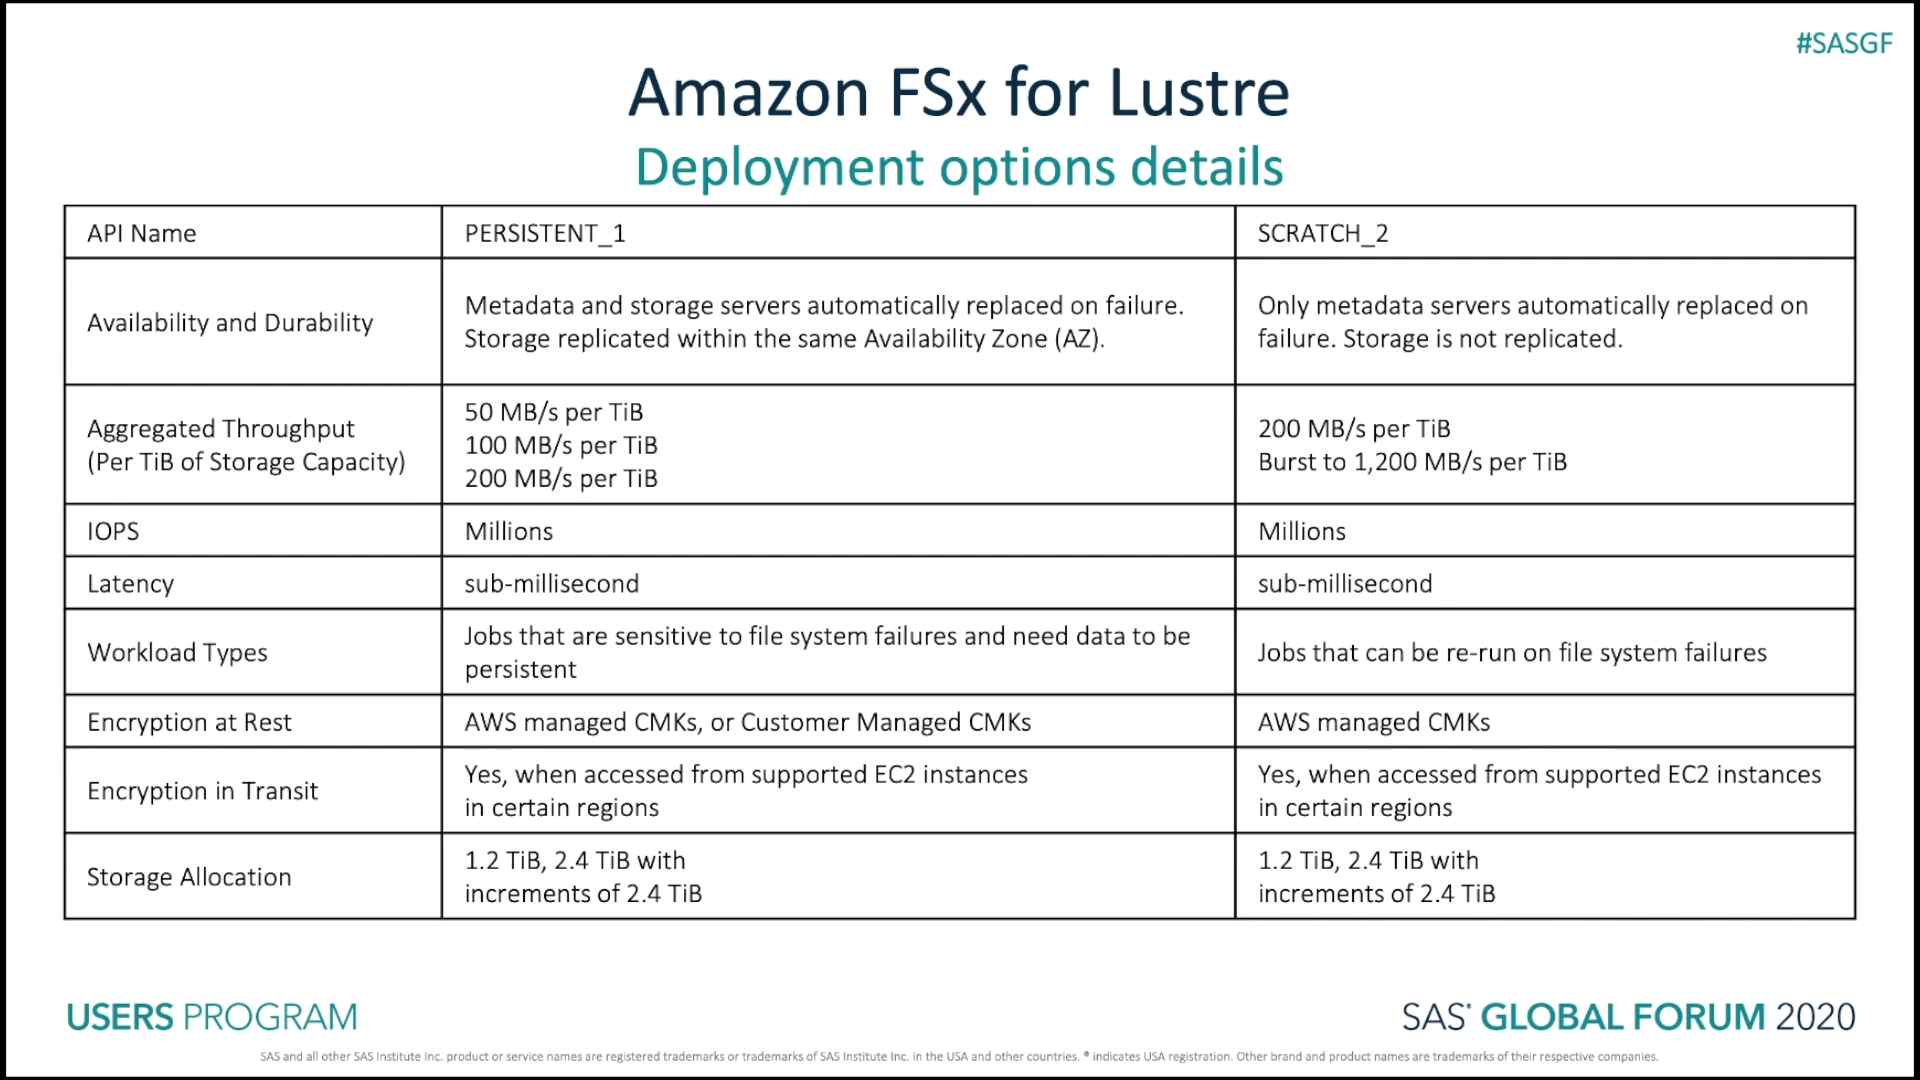 #SASGF
Amazon FSx for Lustre
Deployment options details
API Name
PERSISTENT_1
SCRATCH_2
Availability and Durability
Metadata and storage servers automatically replaced on failure.
Storage replicated within the same Availability Zone (AZ).
Only metadata servers automatically replaced on
failure. Storage is not replicated.
Aggregated Throughput
(Per TiB of Storage Capacity)
50 MB/s per TiB
100 MB/s per TiB
200 MB/s per TiB
200 MB/s per TiB
Burst to 1,200 MB/s per TiB
IOPS
Millions
Millions
Latency
sub-millisecond
sub-millisecond
Workload Types
Jobs that are sensitive to file system failures and need data to be
persistent
Jobs that can be re-run on file system failures
Encryption at Rest
AWS managed CMKs, or Customer Managed CMKs
AWS managed CMKs
Encryption in Transit
Yes, when accessed from supported EC2 instances
in certain regions
Yes, when accessed from supported EC2 instances
in certain regions
Storage Allocation
1.2 TiB, 2.4 TiB with
increments of 2.4 TiB
1.2 TiB, 2.4 TiB with
increments of 2.4 TiB
USERS PROGRAM
SAS® GLOBAL FORUM 2020
SAS and all other SAS Institute Inc. product or service names are registered trademarks or trademarks of SAS Institute Inc. in the USA and other countries. ® indicates USA registration. Other brand and product names are trademarks of their respective companies.